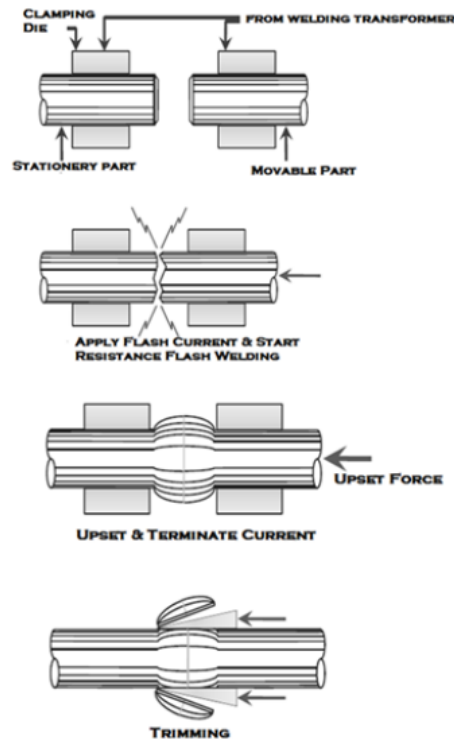 CLAMPING
DIE
FROM WELDING TRANSFORMER
STATIONERY PART
MOVABLE PART
APPLY FLASH CURRENT & START
RESISTANCE FLASH WELDING
UPSET FORCE
UPSET & TERMINATE CURRENT
TRIMMING